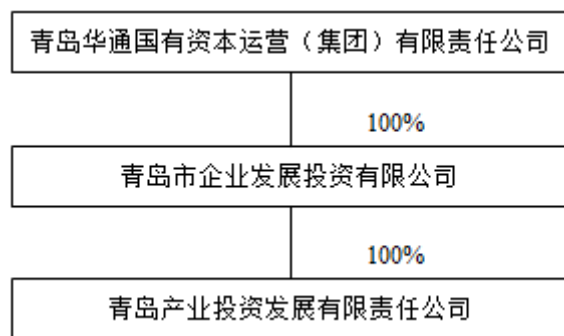 青岛华通国有资本运营（集团）有限责任公司
100%
青岛市企业发展投资有限公司
100%
青岛产业投资发展有限责任公司